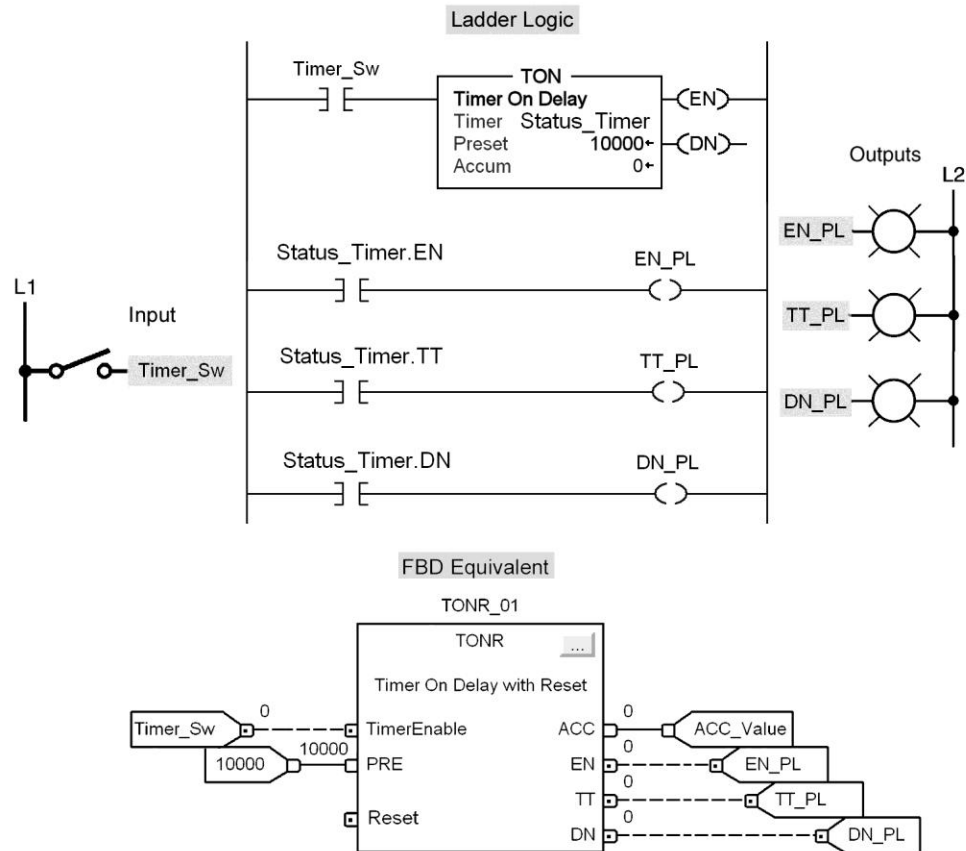 Ladder Logic
Timer_Sw
TON
Timer On Delay
Timer Status_Timer
Preset 10000
Accum 0
EN
DN
Outputs
L2
EN_PL
TT_PL
DN_PL
Status_Timer.EN
EN_PL
L1
Input
Timer_Sw
Status_Timer.TT
TT_PL
Status_Timer.DN
DN_PL
FBD Equivalent
TONR_01
TONR
...
Timer On Delay with Reset
Timer_Sw 0 TimerEnable
ACC 0 ACC_Value
10000 10000 PRE
EN 0 EN_PL
TT 0 TT_PL
Reset
DN 0 DN_PL